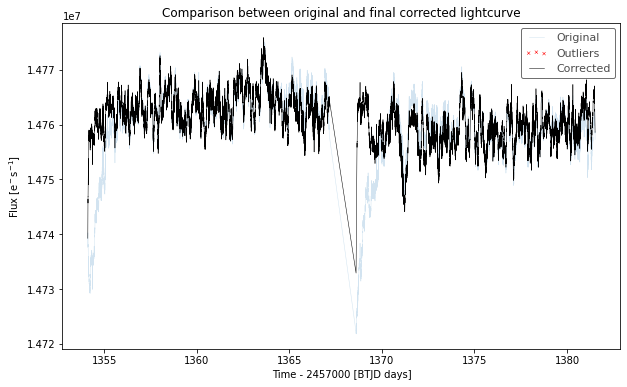 Comparison between original and final corrected lightcurve
1e7
Original
Outliers
Corrected
1.477
1.476
1.475
1.474
1.473
1.472
Flux [e⁻s⁻¹]
1355 1360 1365 1370 1375 1380
Time - 2457000 [BTJD days]